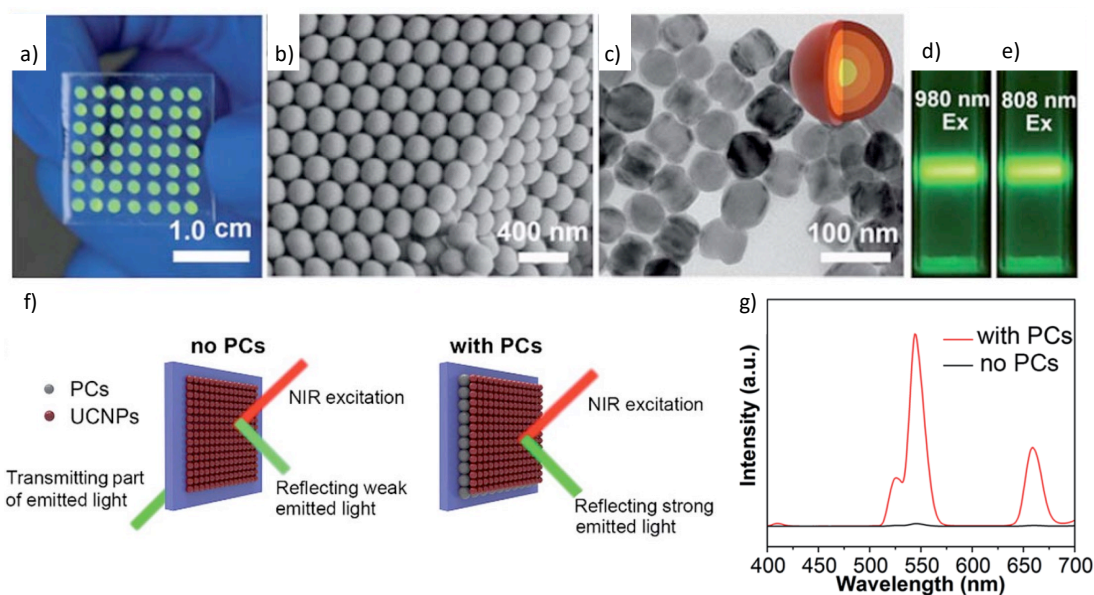 a)
1.0 cm
b)
400 nm
c)
100 nm
d)
980 nm
Ex
e)
808 nm
Ex
f)
no PCs
with PCs
PCs
UCNPs
NIR excitation
Transmitting part
of emitted light
Reflecting weak
emitted light
NIR excitation
Reflecting strong
emitted light
g)
Intensity (a.u.)
with PCs
no PCs
400 450 500 550 600 650 700
Wavelength (nm)